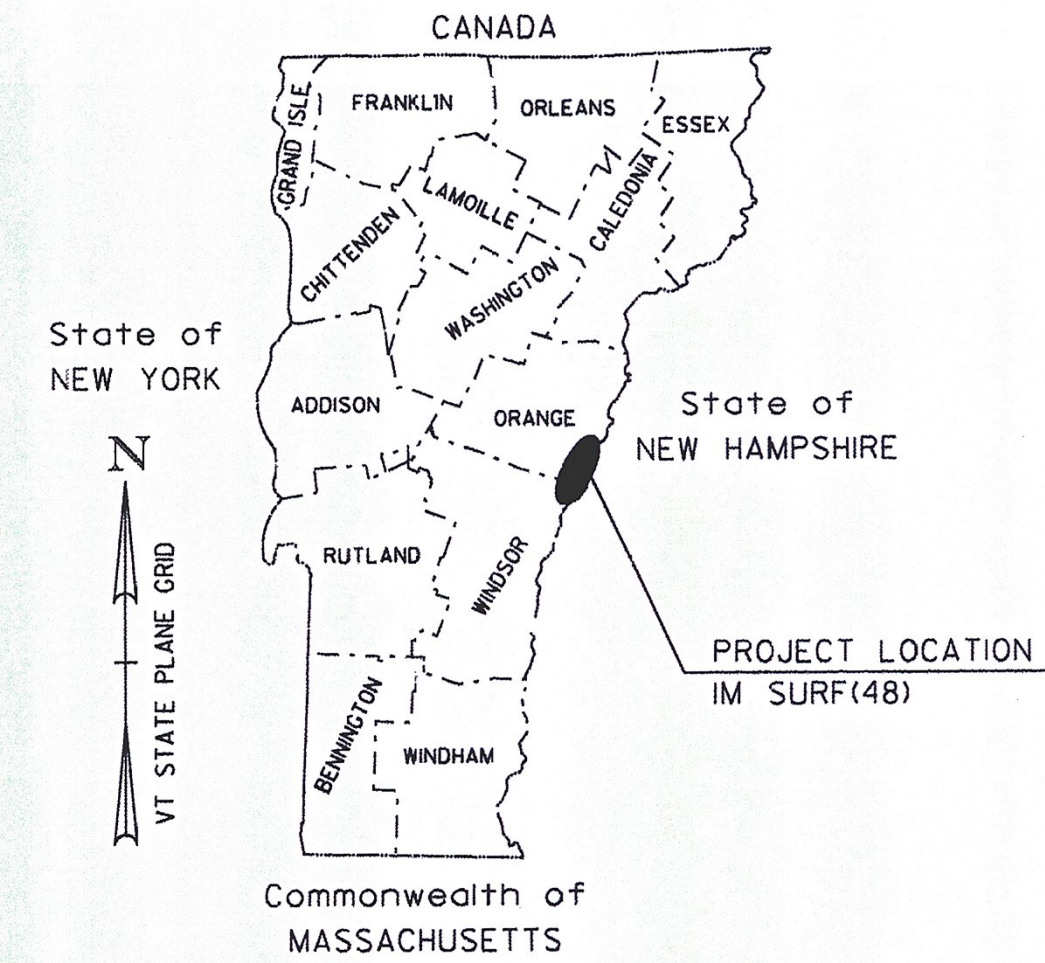 CANADA
GRAND ISLE
FRANKLIN
ORLEANS
ESSEX
LAMOILLE
CALEDONIA
CHITTENDEN
WASHINGTON
State of
NEW YORK
ADDISON
ORANGE
State of
NEW HAMPSHIRE
N
VT STATE PLANE GRID
RUTLAND
WINDSOR
PROJECT LOCATION
IM SURF(48)
BENNINGTON
WINDHAM
Commonwealth of
MASSACHUSETTS